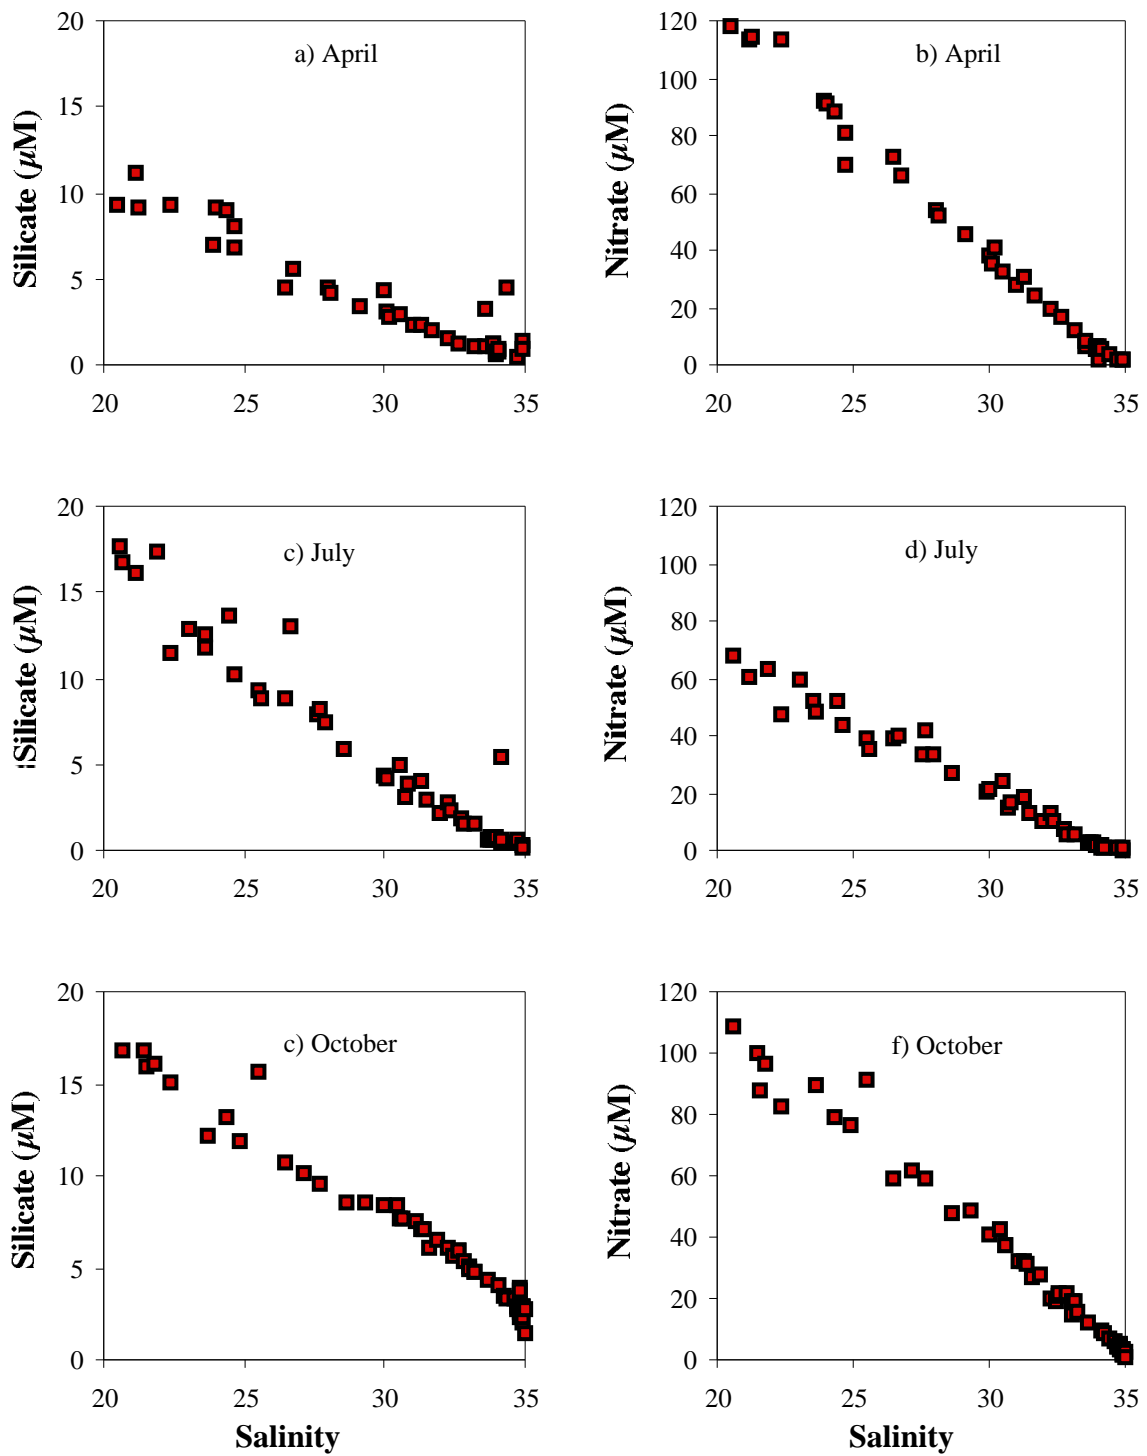 20
15
10
5
0
Silicate (µM)
a) April
20 25 30 35
120
100
80
60
40
20
0
Nitrate (µM)
b) April
20 25 30 35
20
15
10
5
0
Silicate (µM)
c) July
20 25 30 35
120
100
80
60
40
20
0
Nitrate (µM)
d) July
20 25 30 35
20
15
10
5
0
Silicate (µM)
c) October
20 25 30 35
Salinity
120
100
80
60
40
20
0
Nitrate (µM)
f) October
20 25 30 35
Salinity